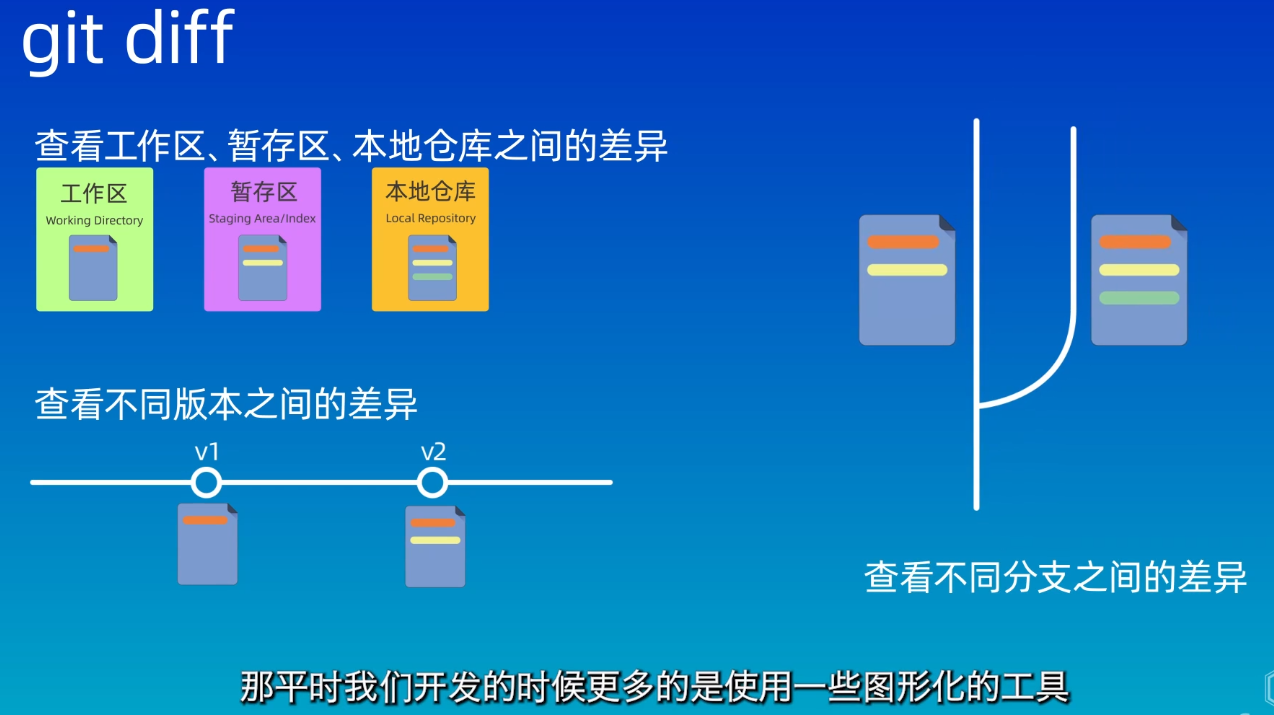 git diff
查看工作区、暂存区、本地仓库之间的差异
工作区
Working Directory
暂存区
Staging Area/Index
本地仓库
Local Repository
查看不同版本之间的差异
v1
v2
查看不同分支之间的差异
那平时我们开发的时候更多的是使用一些图形化的工具